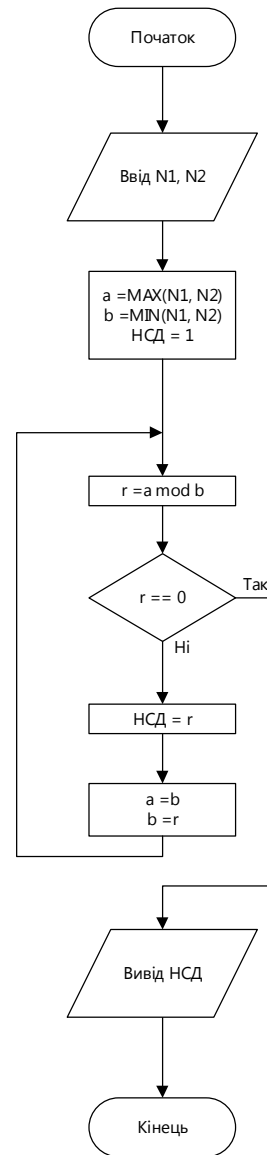 Початок
Ввід N1, N2
a =MAX(N1, N2)
b =MIN(N1, N2)
НСД = 1
r =a mod b
r == 0
Так
Ні
НСД = r
a =b
b =r
Вивід НСД
Кінець